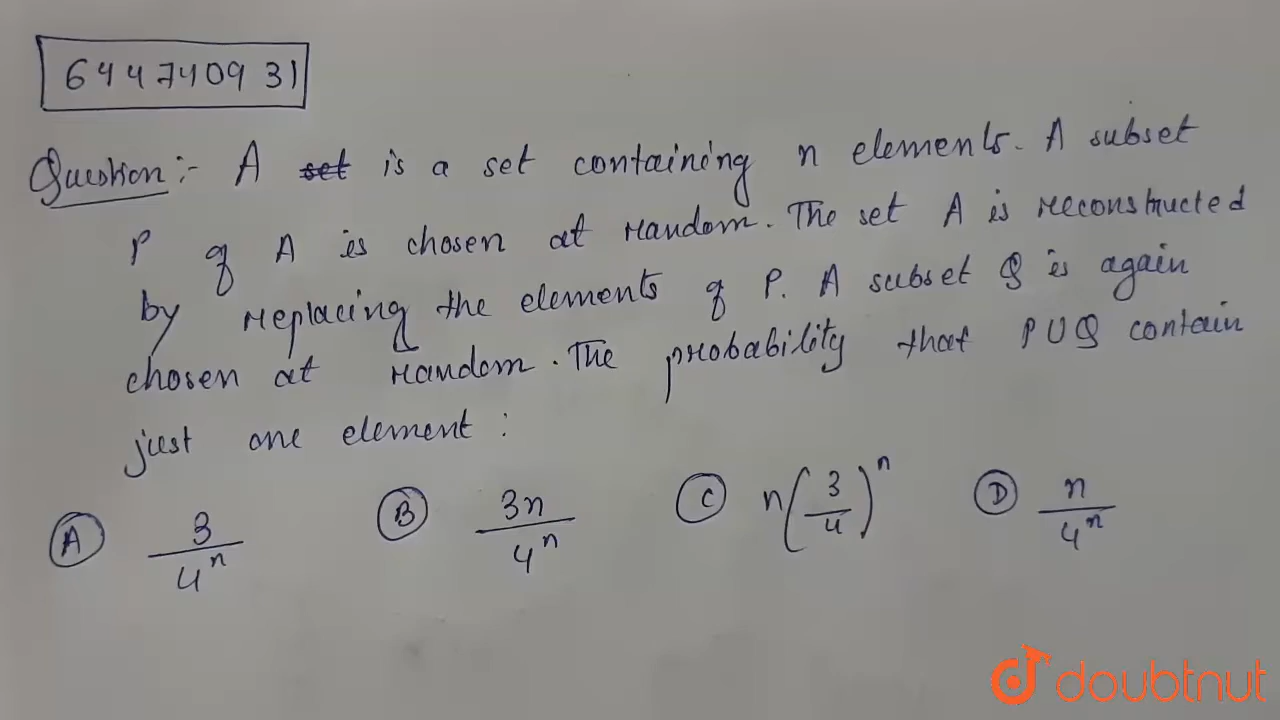 6447409 31
Question :- A set is a set containing n elements. A subset
P of A is chosen at random. The set A is reconstructed
by replacing the elements of P. A subset Q is again
chosen at random. The probability that P∪Q contain
just one element :
(A) 3/4^n (B) 3n/4^n (C) n(3/4)^n (D) n/4^n
doubtnut